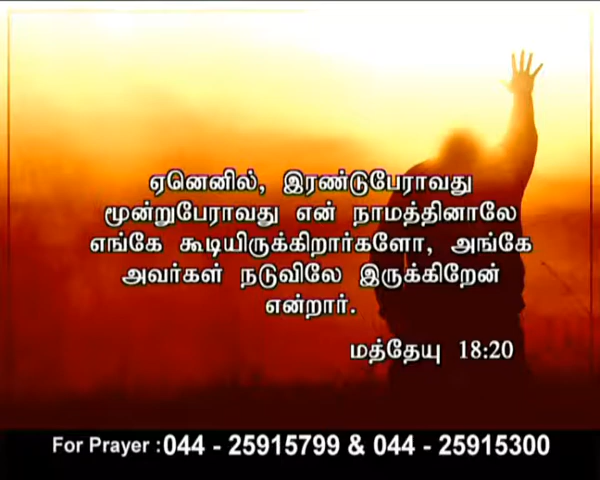 ஏனெனில், இரண்டுபேராவது
மூன்றுபேராவது என் நாமத்தினாலே
எங்கே கூடியிருக்கிறார்களோ, அங்கே
அவர்கள் நடுவிலே இருக்கிறேன்
என்றார்.
மத்தேயு 18:20
For Prayer : 044 - 25915799 & 044 - 25915300